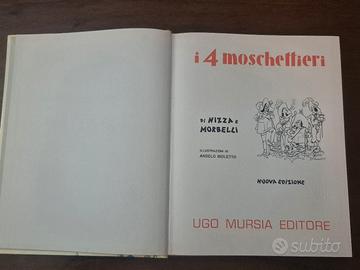 i 4 moschettieri
DI NIZZA E
MORBELLI
ILLUSTRAZIONI DI
ANGELO BIOLETTO
NUOVA EDIZIONE
UGO MURSIA EDITORE
subito